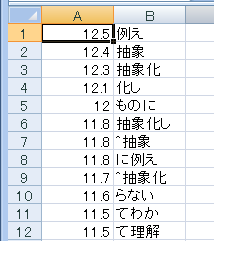 A B
1 12.5 例え
2 12.4 抽象
3 12.3 抽象化
4 12.1 化し
5 12 ものに
6 11.8 抽象化し
7 11.8 ^抽象
8 11.8 に例え
9 11.7 ^抽象化
10 11.6 らない
11 11.5 てわか
12 11.5 て理解